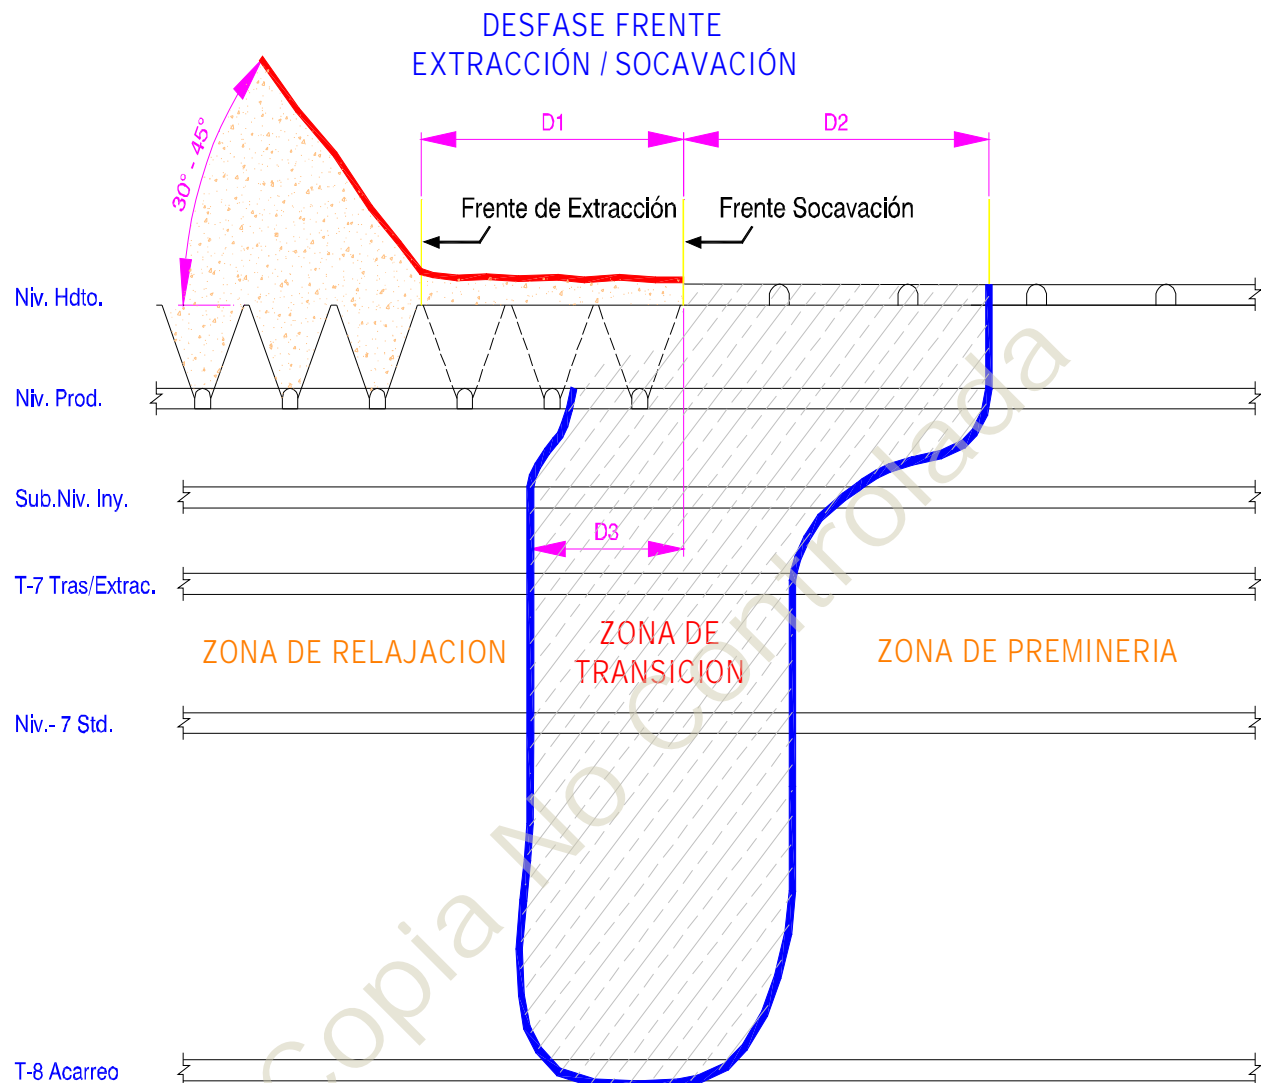 DESFASE FRENTE
EXTRACCIÓN / SOCAVACIÓN
D1
D2
30° - 45°
Frente de Extracción
Frente Socavación
Niv. Hdto.
Niv. Prod.
Sub.Niv. Iny.
D3
T-7 Tras/Extrac.
ZONA DE RELAJACION
ZONA DE
TRANSICION
ZONA DE PREMINERIA
Niv.- 7 Std.
T-8 Acarreo
Copia No Controlada